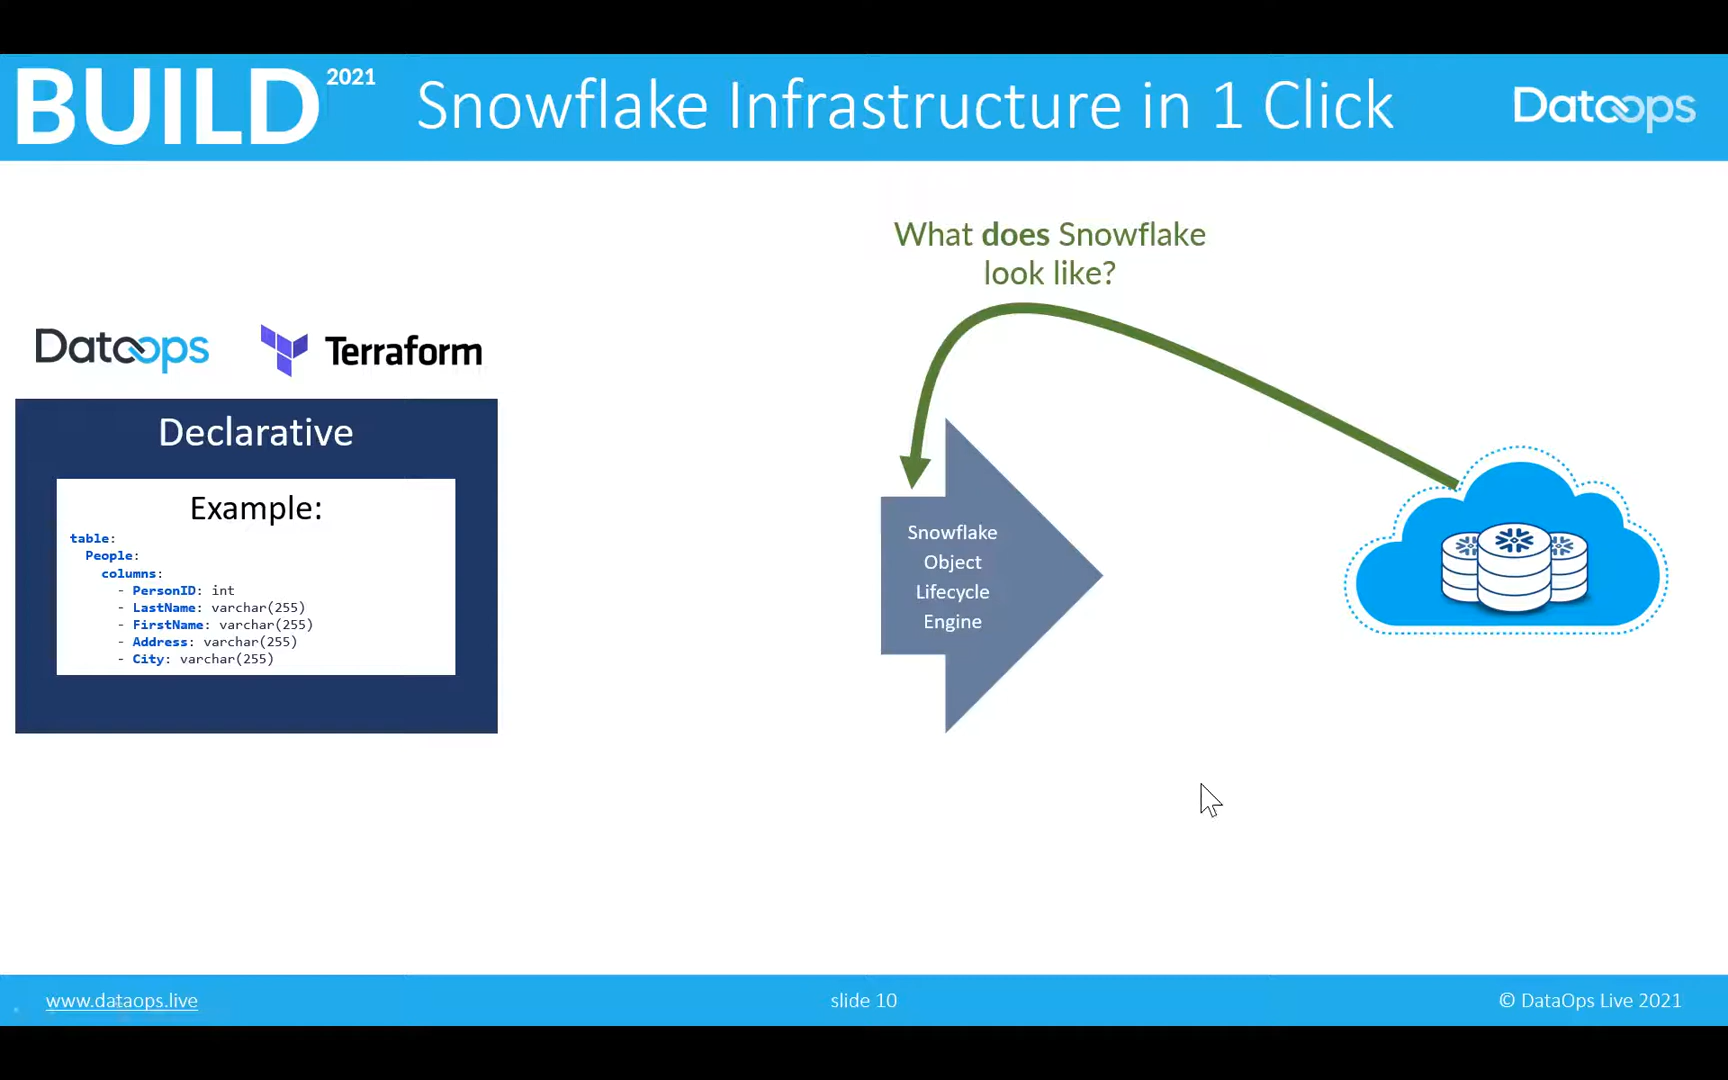 BUILD 2021
Snowflake Infrastructure in 1 Click
Dataops
What does Snowflake
look like?
Dataops
Terraform
Declarative
Example:
table:
People:
columns:
- PersonID: int
- LastName: varchar(255)
- FirstName: varchar(255)
- Address: varchar(255)
- City: varchar(255)
Snowflake
Object
Lifecycle
Engine
www.dataops.live
slide 10
© DataOps Live 2021